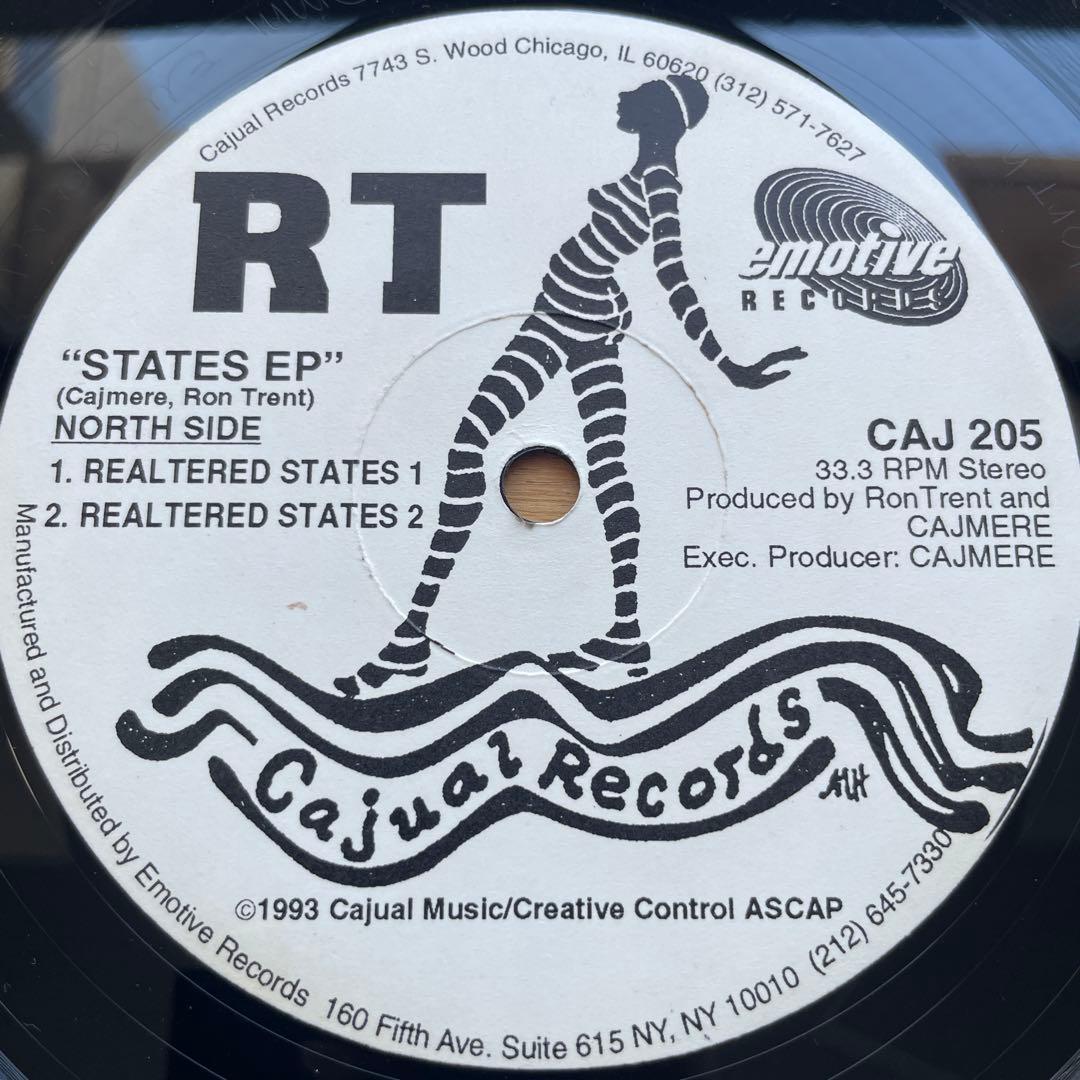 Cajual Records 7743 S. Wood Chicago, IL 60620 (312) 571-7627
RT
emotive
RECORDS
“STATES EP”
(Cajmere, Ron Trent)
NORTH SIDE
1. REALTERED STATES 1
2. REALTERED STATES 2
CAJ 205
33.3 RPM Stereo
Produced by RonTrent and
CAJMERE
Exec. Producer: CAJMERE
Cajual Records
©1993 Cajual Music/Creative Control ASCAP
Manufactured and Distributed by Emotive Records 160 Fifth Ave. Suite 615 NY, NY 10010 (212) 645-7330